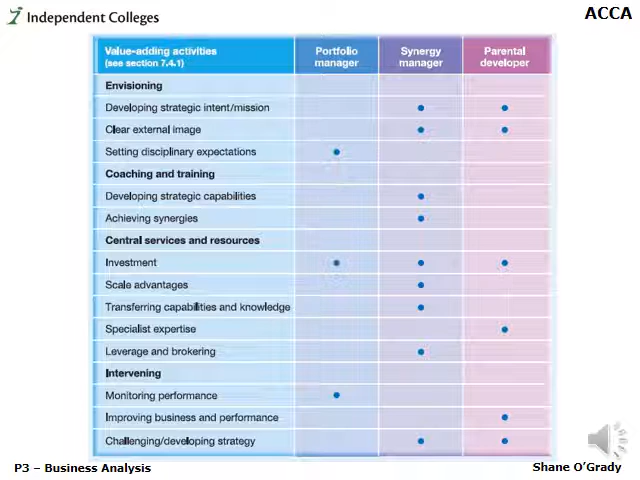 Independent Colleges
ACCA
Value-adding activities Portfolio Synergy Parental
(see section 7.4.1) manager manager developer
Envisioning
Developing strategic intent/mission • •
Clear external image • •
Setting disciplinary expectations •
Coaching and training
Developing strategic capabilities •
Achieving synergies •
Central services and resources
Investment • • •
Scale advantages •
Transferring capabilities and knowledge •
Specialist expertise •
Leverage and brokering •
Intervening
Monitoring performance •
Improving business and performance •
Challenging/developing strategy • •
P3 – Business Analysis
Shane O'Grady